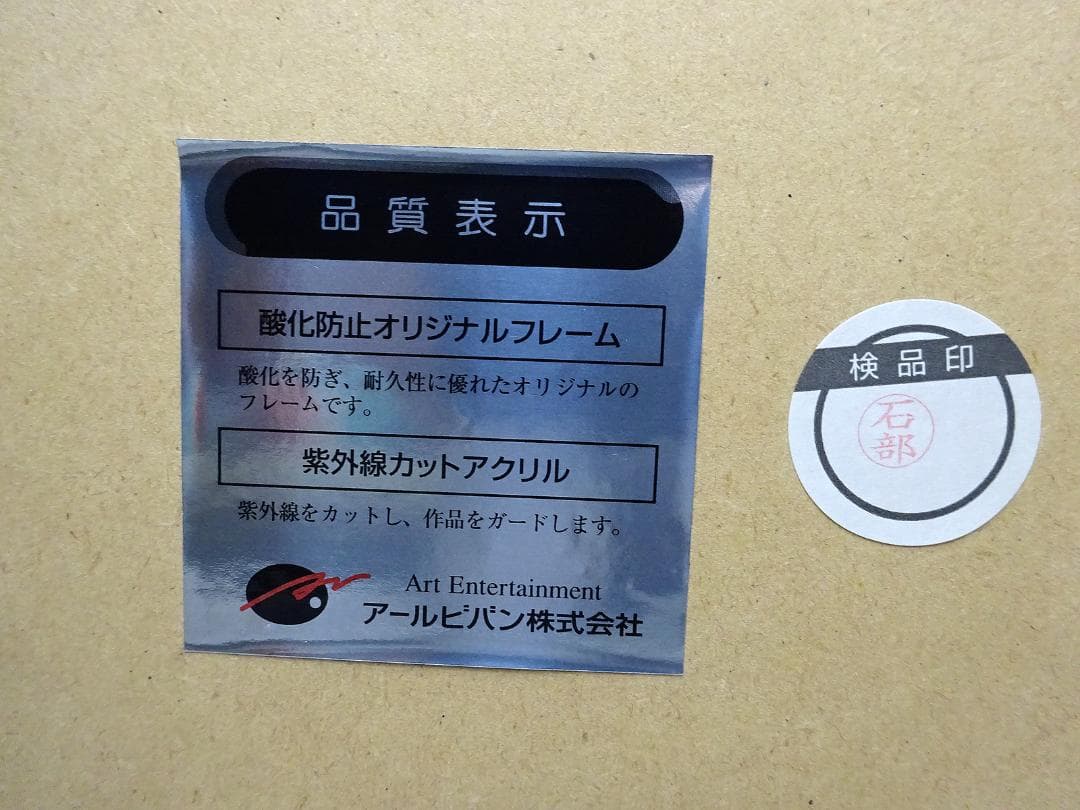 品質表示
酸化防止オリジナルフレーム
酸化を防ぎ、耐久性に優れたオリジナルの
フレームです。
紫外線カットアクリル
紫外線をカットし、作品をガードします。
Art Entertainment
アールビバン株式会社
検品印
石部